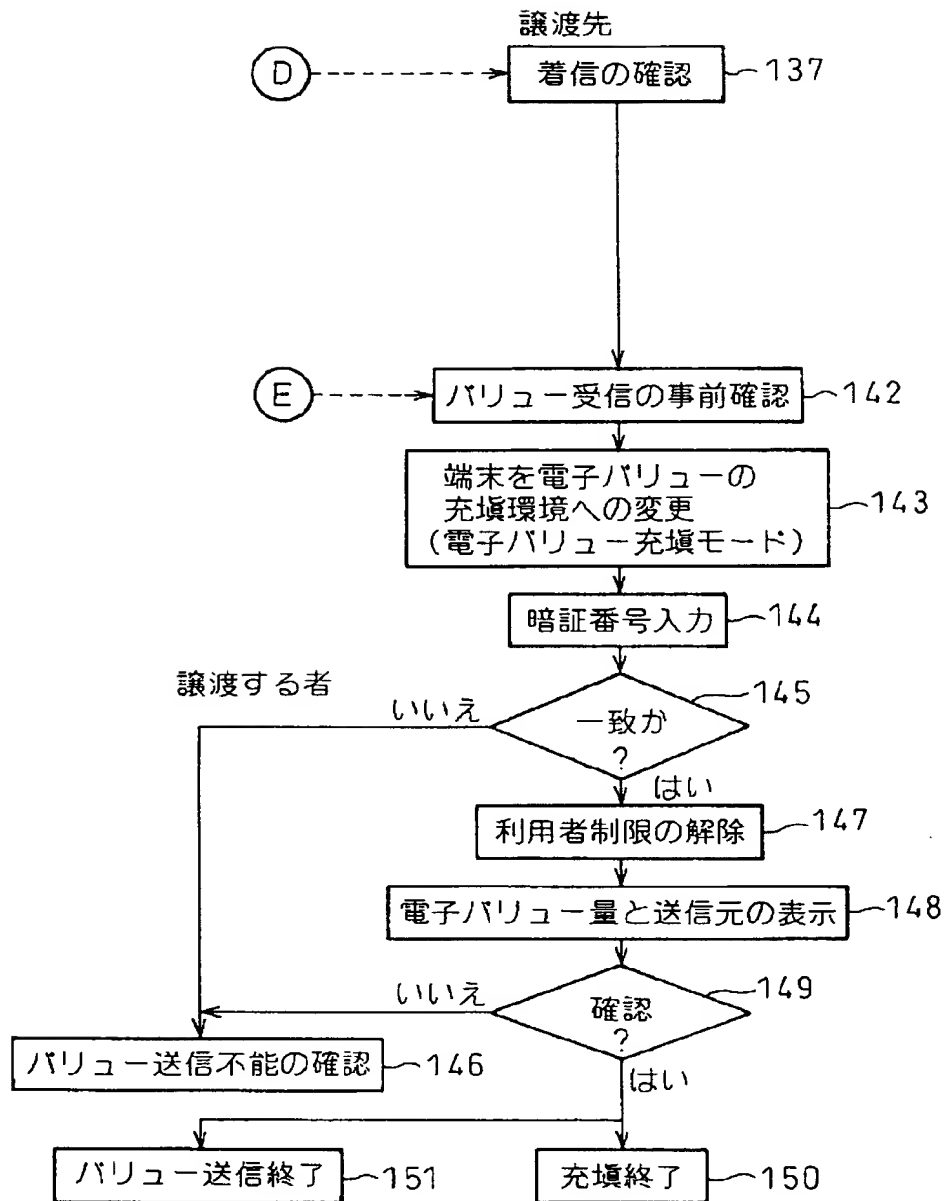 譲渡先
D
着信の確認
137
E
バリュー受信の事前確認
142
端末を電子バリューの
充塡環境への変更
(電子バリュー充塡モード)
143
暗証番号入力
144
譲渡する者
いいえ
一致か
?
145
はい
利用者制限の解除
147
電子バリュー量と送信元の表示
148
いいえ
確認
?
149
バリュー送信不能の確認
146
はい
バリュー送信終了
151
充塡終了
150